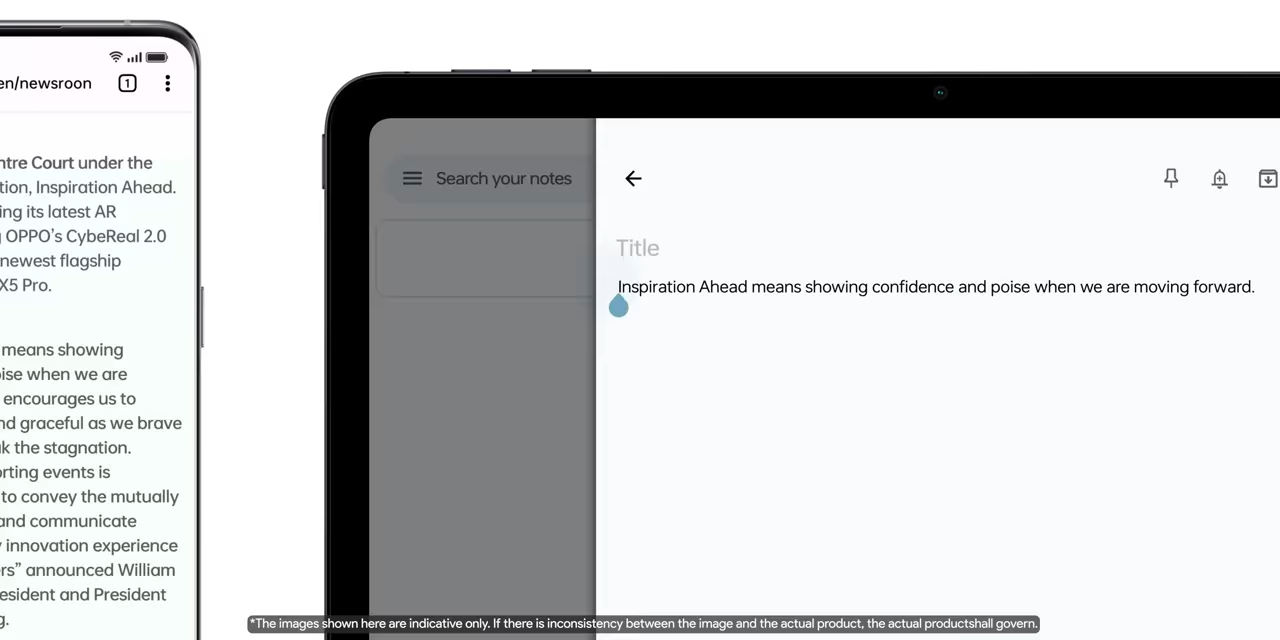 en/newsroon
1
ntre Court under the
tion, Inspiration Ahead.
ing its latest AR
g OPPO's CybeReal 2.0
newest flagship
X5 Pro.
means showing
oise when we are
encourages us to
nd graceful as we brave
ak the stagnation.
orting events is
to convey the mutually
and communicate
y innovation experience
ers” announced William
esident and President
g.
Search your notes
Title
Inspiration Ahead means showing confidence and poise when we are moving forward.
*The images shown here are indicative only. If there is inconsistency between the image and the actual product, the actual productshall govern.